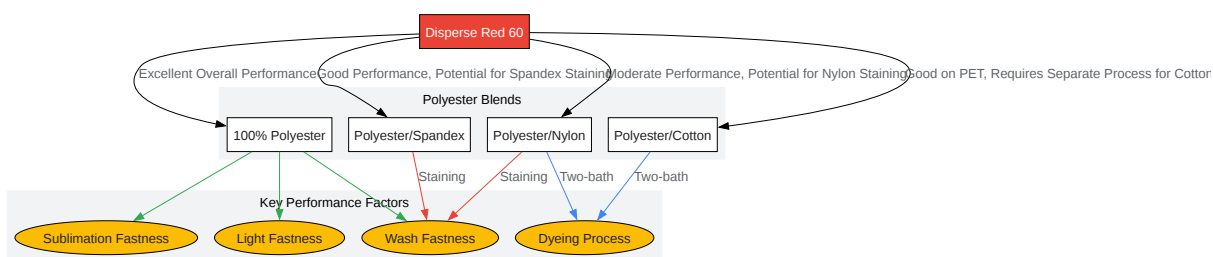 Disperse Red 60
Excellent Overall Performance
Good Performance, Potential for Spandex Staining
Moderate Performance, Potential for Nylon Staining
Good on PET, Requires Separate Process for Cotton
Polyester Blends
100% Polyester
Polyester/Spandex
Polyester/Nylon
Polyester/Cotton
Staining
Staining
Two-bath
Two-bath
Key Performance Factors
Sublimation Fastness
Light Fastness
Wash Fastness
Dyeing Process